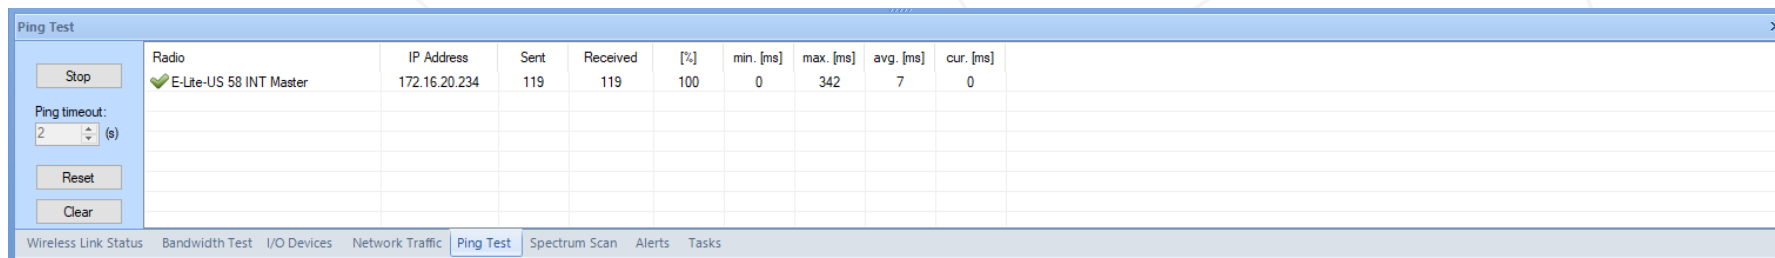 Ping Test
Radio IP Address Sent Received [%] min. [ms] max. [ms] avg. [ms] cur. [ms]
Stop
E-Lite-US 58 INT Master 172.16.20.234 119 119 100 0 342 7 0
Ping timeout:
2 (s)
Reset
Clear
Wireless Link Status Bandwidth Test I/O Devices Network Traffic Ping Test Spectrum Scan Alerts Tasks